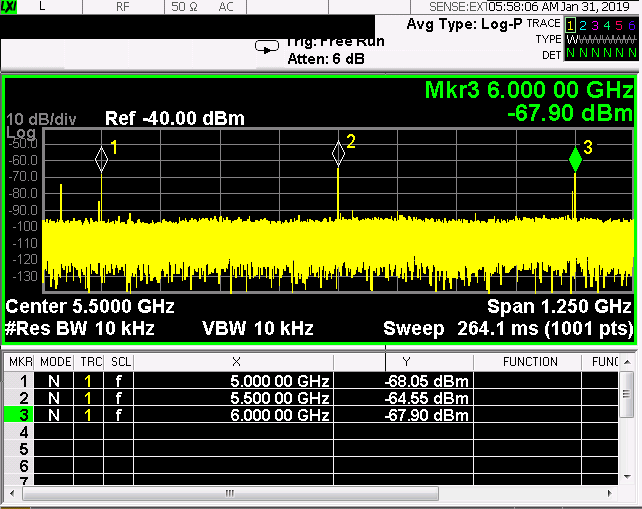 LXI L RF 50 Ω AC SENSE:EXT 05:58:06 AM Jan 31, 2019
Avg Type: Log-P TRACE 1 2 3 4 5 6
Trig: Free Run TYPE
Atten: 6 dB DET N N N N N N
Mkr3 6.000 00 GHz
-67.90 dBm
10 dB/div Ref -40.00 dBm
Log
-50.0
-60.0
-70.0
-80.0
-90.0
-100
-110
-120
-130
1
2
3
Center 5.5000 GHz Span 1.250 GHz
#Res BW 10 kHz VBW 10 kHz Sweep 264.1 ms (1001 pts)
MKR MODE TRC SCL X Y FUNCTION FUNC
1 N 1 f 5.000 00 GHz -68.05 dBm
2 N 1 f 5.500 00 GHz -64.55 dBm
3 N 1 f 6.000 00 GHz -67.90 dBm
4
5
6
7